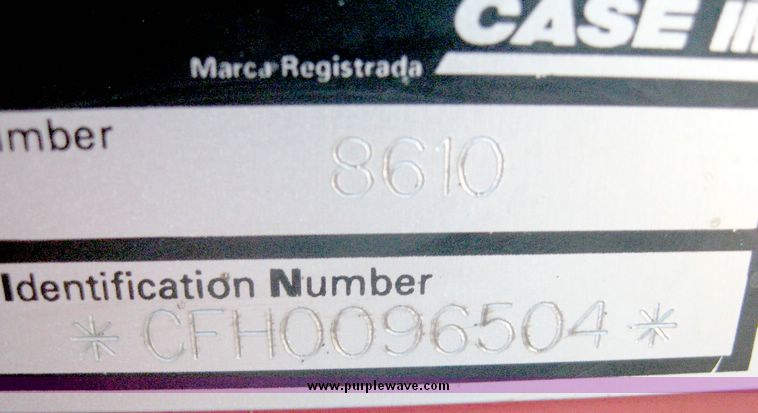 CASE
Marca Registrada
umber
8610
Identification Number
*CFH0096504*
www.purplewave.com